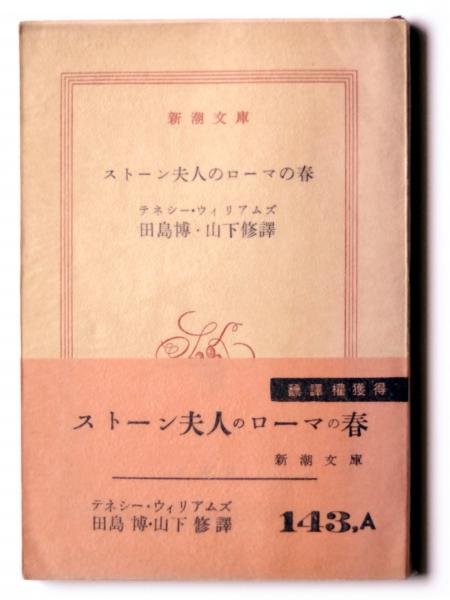 新潮文庫
ストーン夫人のローマの春
テネシー・ウィリアムズ
田島博・山下修譯
飜譯權獲得
ストーン夫人のローマの春
新潮文庫
テネシー・ウィリアムズ
田島博・山下修譯
143,A